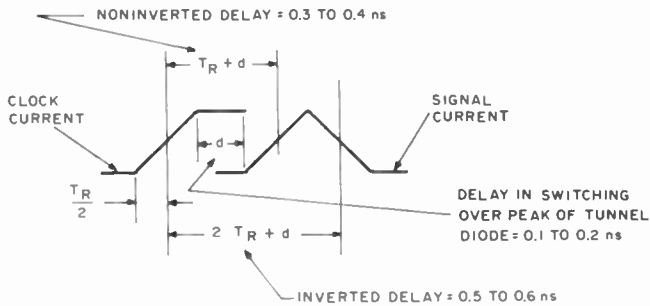 NONINVERTED DELAY = 0.3 TO 0.4 ns
T_R + d
CLOCK
CURRENT
SIGNAL
CURRENT
d
T_R
2
DELAY IN SWITCHING
OVER PEAK OF TUNNEL
DIODE = 0.1 TO 0.2 ns
2 T_R + d
INVERTED DELAY = 0.5 TO 0.6 ns